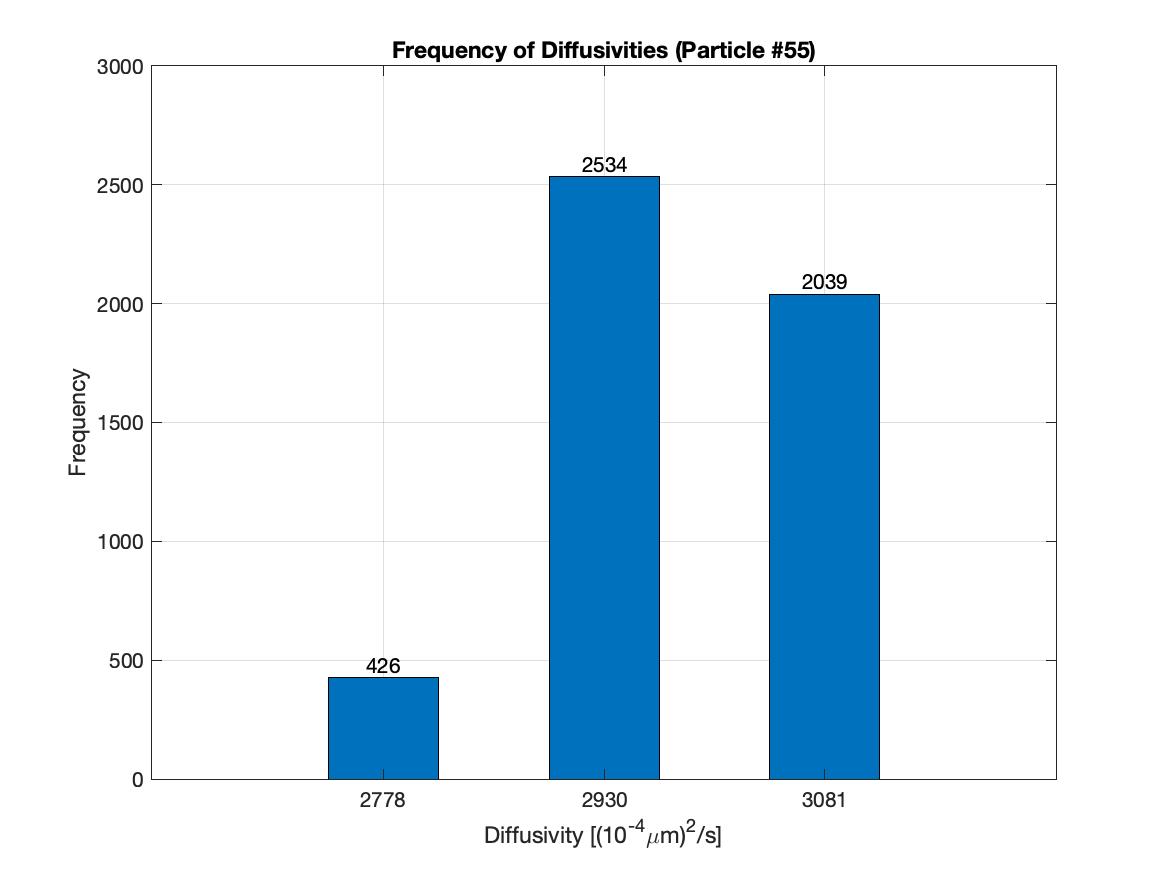 Frequency of Diffusivities (Particle #55)
3000
2500
2000
1500
1000
500
0
Frequency
426
2534
2039
2778 2930 3081
Diffusivity [(10⁻⁴μm)²/s]